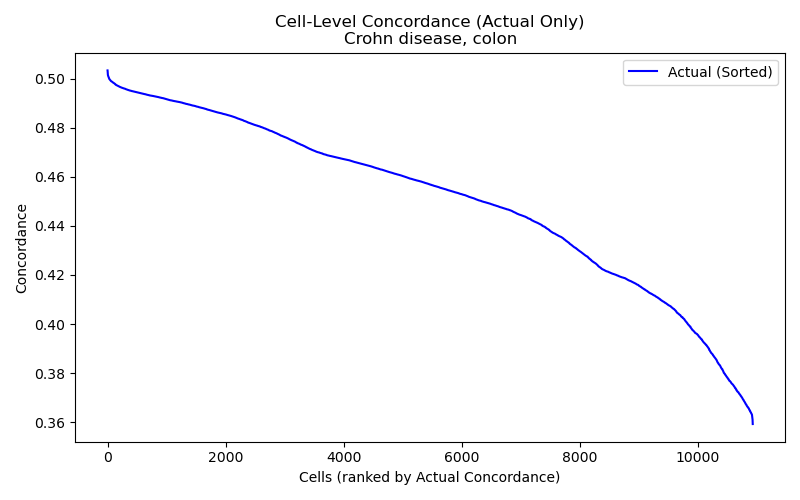 Cell-Level Concordance (Actual Only)
Crohn disease, colon
Actual (Sorted)
Concordance
0.50
0.48
0.46
0.44
0.42
0.40
0.38
0.36
0 2000 4000 6000 8000 10000
Cells (ranked by Actual Concordance)